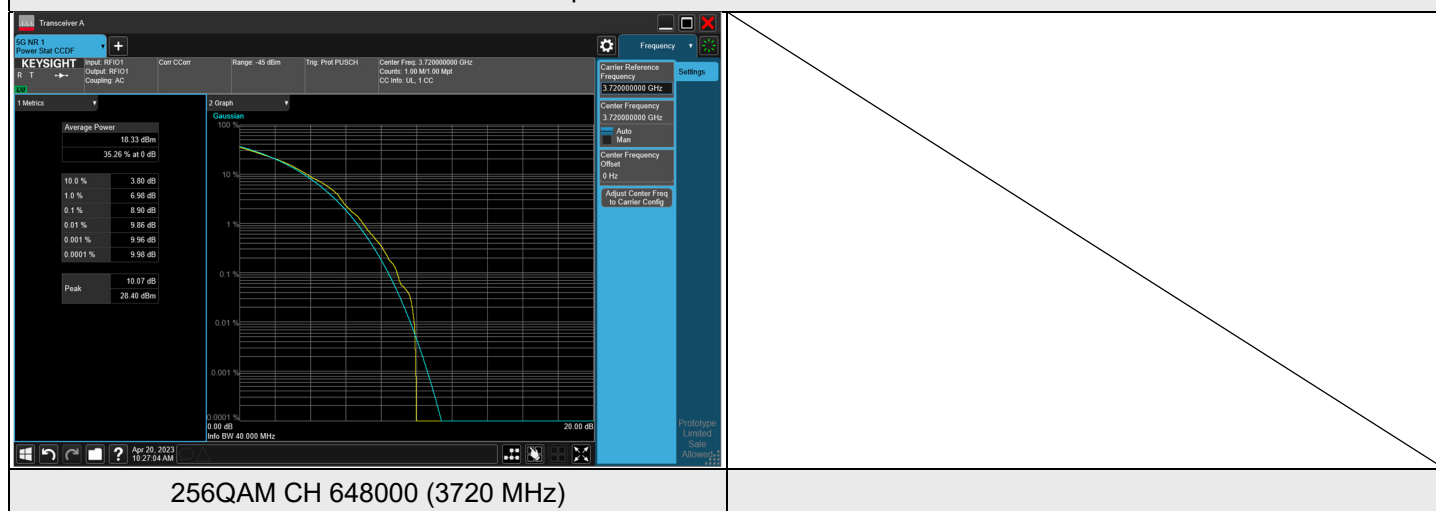 Transceiver A
5G NR 1
Power Stat CCDF
Frequency
KEYSIGHT
R T
LXI
Input: RFIO1
Output: RFIO1
Coupling: AC
Corr CCorr
Range: -45 dBm
Trig: Prot PUSCH
Center Freq: 3.720000000 GHz
Counts: 1.00 M/1.00 Mpt
CC Info: UL, 1 CC
Carrier Reference
Frequency
3.720000000 GHz
Settings
Center Frequency
3.720000000 GHz
Auto
Man
Center Frequency
Offset
0 Hz
Adjust Center Freq
to Carrier Config
1 Metrics
Average Power
18.33 dBm
35.26 % at 0 dB
10.0 % 3.80 dB
1.0 % 6.98 dB
0.1 % 8.90 dB
0.01 % 9.86 dB
0.001 % 9.96 dB
0.0001 % 9.98 dB
Peak
10.07 dB
28.40 dBm
2 Graph
Gaussian
100 %
10 %
1 %
0.1 %
0.01 %
0.001 %
0.0001 %
0.00 dB 20.00 dB
Info BW 40.000 MHz
Prototype
Limited
Sale
Allowed
? Apr 20, 2023
10:27:04 AM
256QAM CH 648000 (3720 MHz)